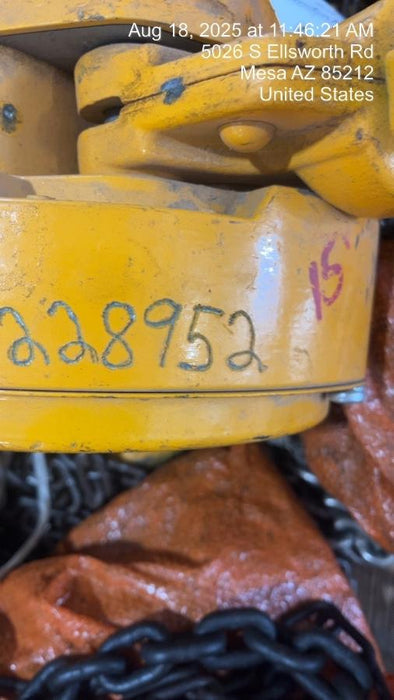 Aug 18, 2025 at 11:46:21 AM
5026 S Ellsworth Rd
Mesa AZ 85212
United States
15'
228952